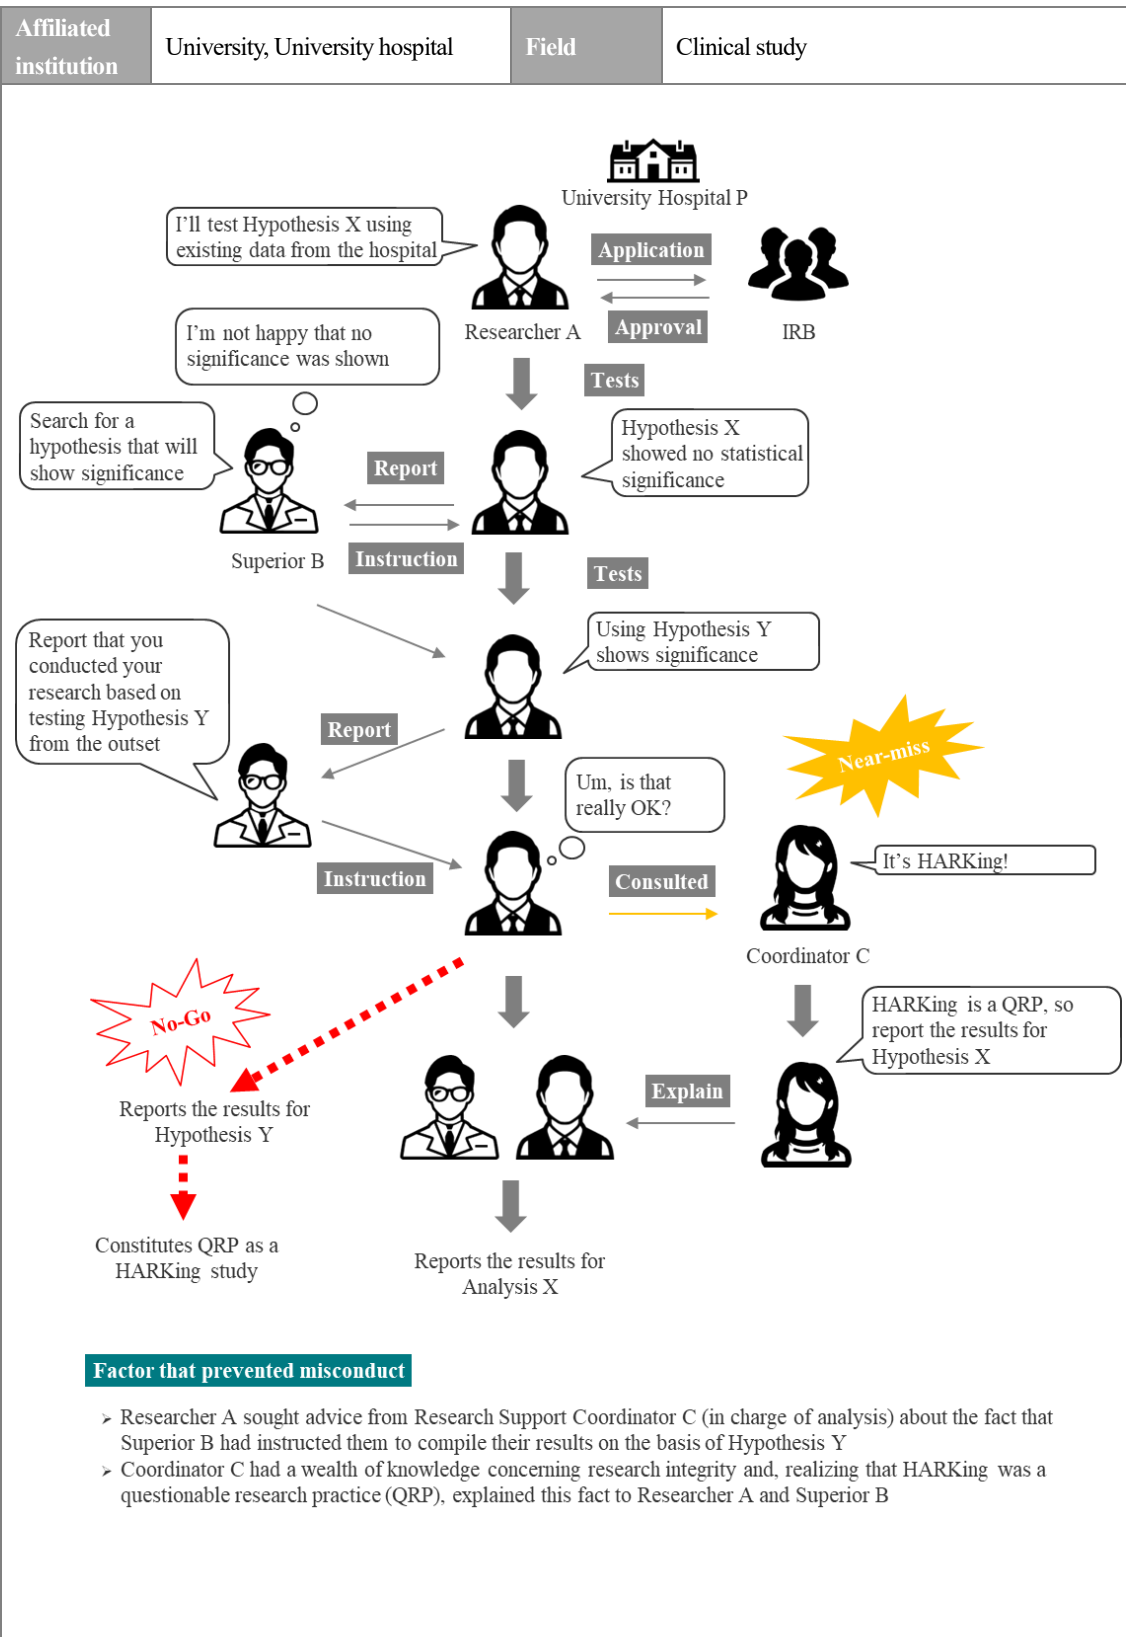 Affiliated
institution
University, University hospital
Field
Clinical study
University Hospital P
I'll test Hypothesis X using
existing data from the hospital
Application
Approval
Researcher A
IRB
I'm not happy that no
significance was shown
Tests
Search for a
hypothesis that will
show significance
Hypothesis X
showed no statistical
significance
Report
Instruction
Superior B
Tests
Using Hypothesis Y
shows significance
Report that you
conducted your
research based on
testing Hypothesis Y
from the outset
Report
Near-miss
Um, is that
really OK?
It's HARKing!
Instruction
Consulted
Coordinator C
No-Go
HARKing is a QRP, so
report the results for
Hypothesis X
Explain
Reports the results for
Hypothesis Y
Constitutes QRP as a
HARKing study
Reports the results for
Analysis X
Factor that prevented misconduct
➢ Researcher A sought advice from Research Support Coordinator C (in charge of analysis) about the fact that
Superior B had instructed them to compile their results on the basis of Hypothesis Y
➢ Coordinator C had a wealth of knowledge concerning research integrity and, realizing that HARKing was a
questionable research practice (QRP), explained this fact to Researcher A and Superior B